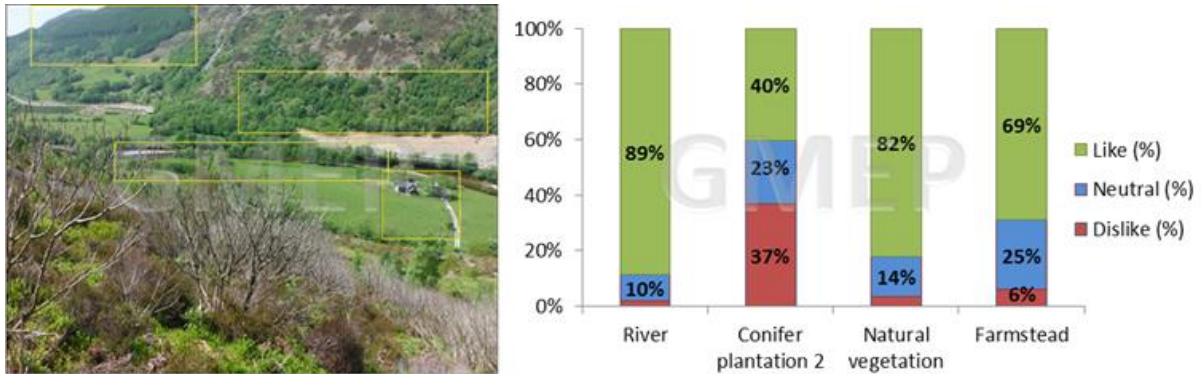 100%
80%
60%
40%
20%
0%
89%
10%
40%
23%
37%
82%
14%
69%
25%
6%
River
Conifer
plantation 2
Natural
vegetation
Farmstead
Like (%)
Neutral (%)
Dislike (%)
GMEP
GMEP